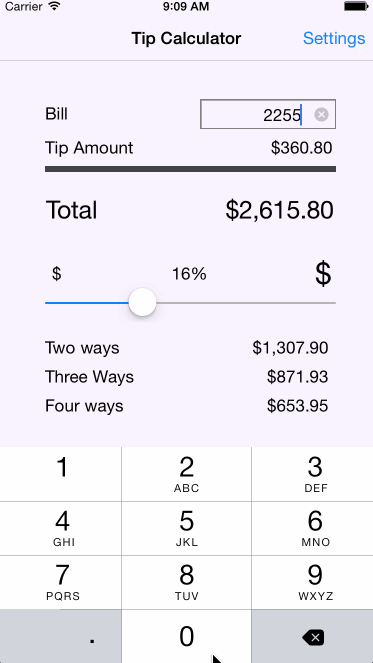 Carrier 9:09 AM
Tip Calculator Settings
Bill 2255
Tip Amount $360.80
Total $2,615.80
$ 16% $
Two ways $1,307.90
Three Ways $871.93
Four ways $653.95
1 2 3
ABC DEF
4 5 6
GHI JKL MNO
7 8 9
PQRS TUV WXYZ
. 0